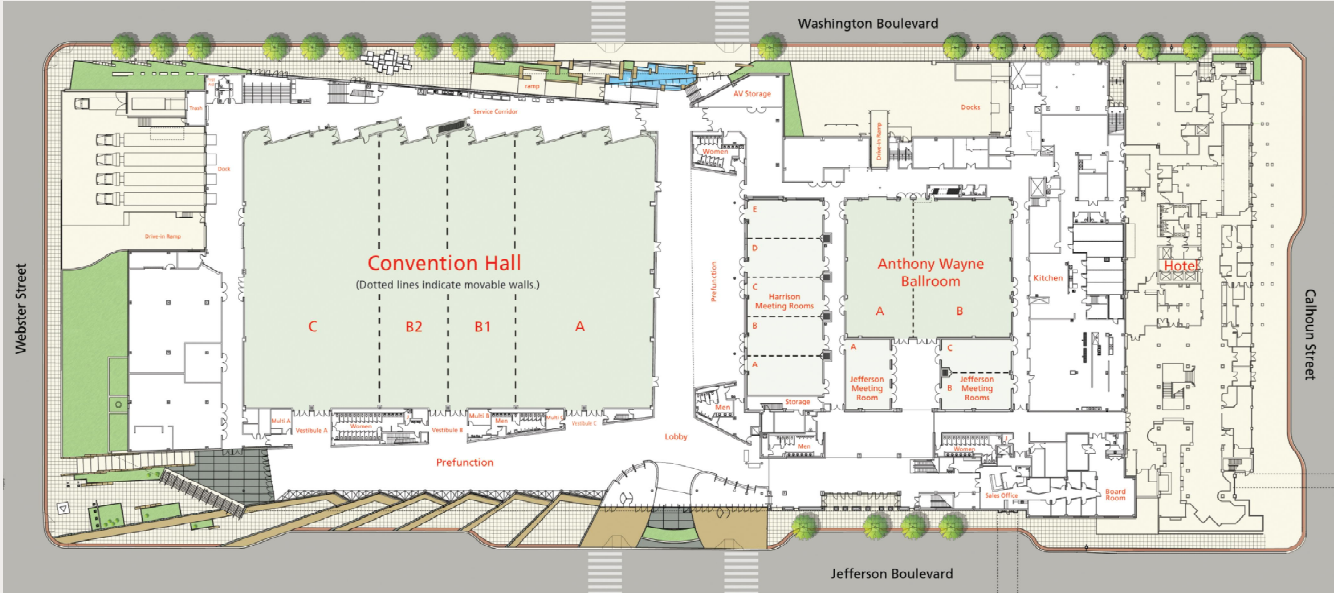 Washington Boulevard
ramp
AV Storage
Trash
Service Corridor
Docks
Women
Drive-in Ramp
Dock
Drive-in Ramp
Webster Street
Convention Hall
(Dotted lines indicate movable walls.)
C
B2
B1
A
Prefunction
E
D
C
Harrison
Meeting Rooms
B
A
Storage
Anthony Wayne
Ballroom
A
B
A
Jefferson
Meeting
Room
C
B
Jefferson
Meeting
Rooms
Kitchen
Hotel
Calhoun Street
Multi A
Vestibule A
Women
Vestibule B
Multi B
Men
Multi C
Vestibule C
Men
Lobby
Prefunction
Men
Women
Sales Office
Board
Room
Jefferson Boulevard